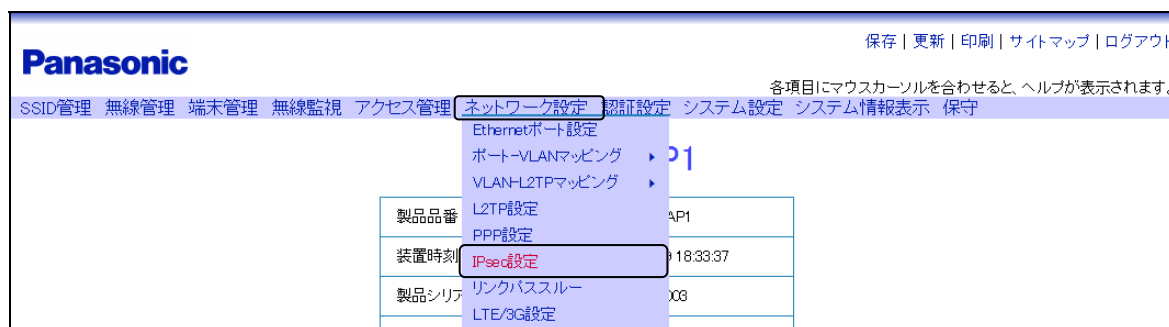 保存 | 更新 | 印刷 | サイトマップ | ログアウト
Panasonic
各項目にマウスカーソルを合わせると、ヘルプが表示されます。
SSID管理 無線管理 端末管理 無線監視 アクセス管理 ネットワーク設定 認証設定 システム設定 システム情報表示 保守
Ethernetポート設定
ポート-VLANマッピング
P1
VLAN-L2TPマッピング
製品品番 L2TP設定 AP1
PPP設定
装置時刻 IPsec設定 18:33:37
製品シリア リンクパススルー 003
LTE/3G設定